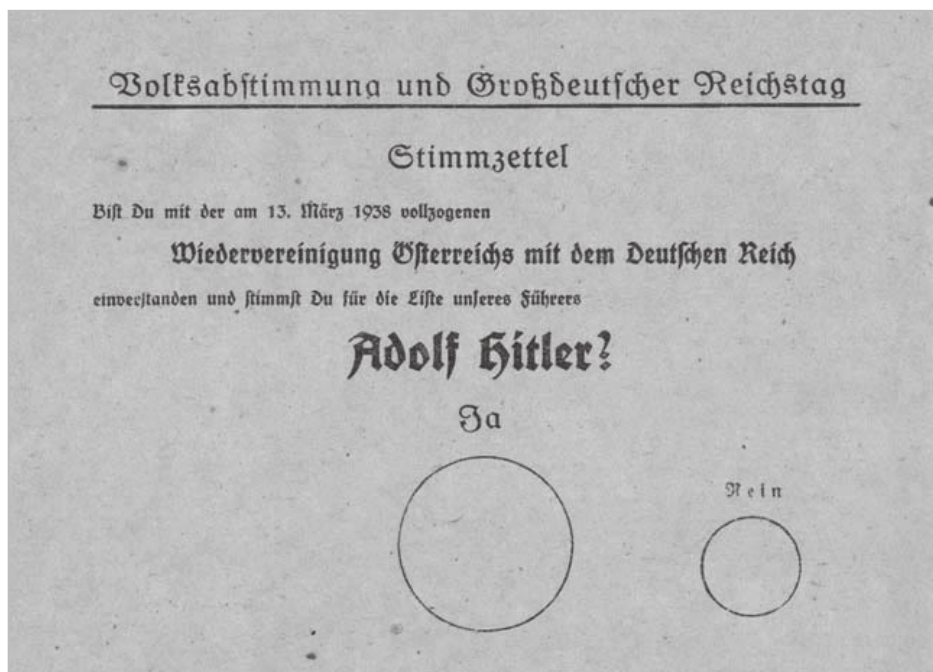 Volksabstimmung und Großdeutscher Reichstag
Stimmzettel
Bist Du mit der am 13. März 1938 vollzogenen
Wiedervereinigung Österreichs mit dem Deutschen Reich
einverstanden und stimmst Du für die Liste unseres Führers
Adolf Hitler?
Ja
Nein